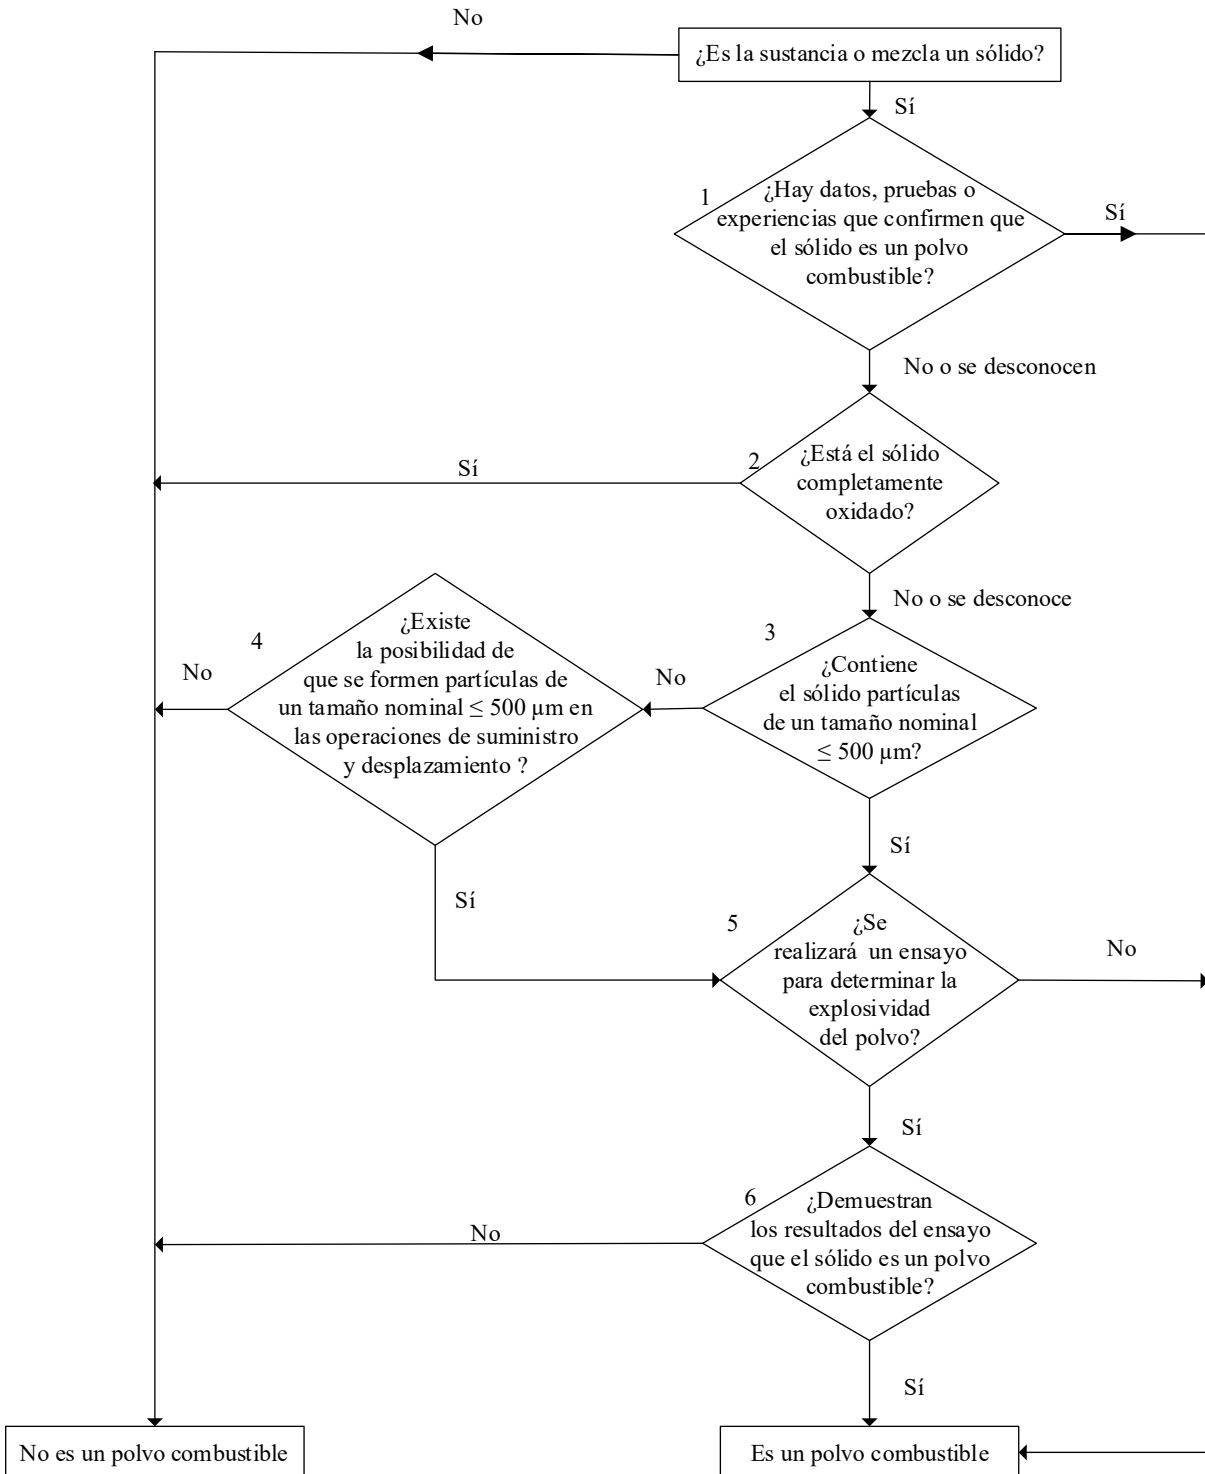 No
¿Es la sustancia o mezcla un sólido?
Sí
1
¿Hay datos, pruebas o
experiencias que confirmen que
el sólido es un polvo
combustible?
Sí
No o se desconocen
2
¿Está el sólido
completamente
oxidado?
Sí
No o se desconoce
3
¿Contiene
el sólido partículas
de un tamaño nominal
≤ 500 µm?
No
4
¿Existe
la posibilidad de
que se formen partículas de
un tamaño nominal ≤ 500 µm en
las operaciones de suministro
y desplazamiento ?
No
Sí
Sí
5
¿Se
realizará un ensayo
para determinar la
explosividad
del polvo?
No
Sí
6
¿Demuestran
los resultados del ensayo
que el sólido es un polvo
combustible?
No
Sí
No es un polvo combustible
Es un polvo combustible